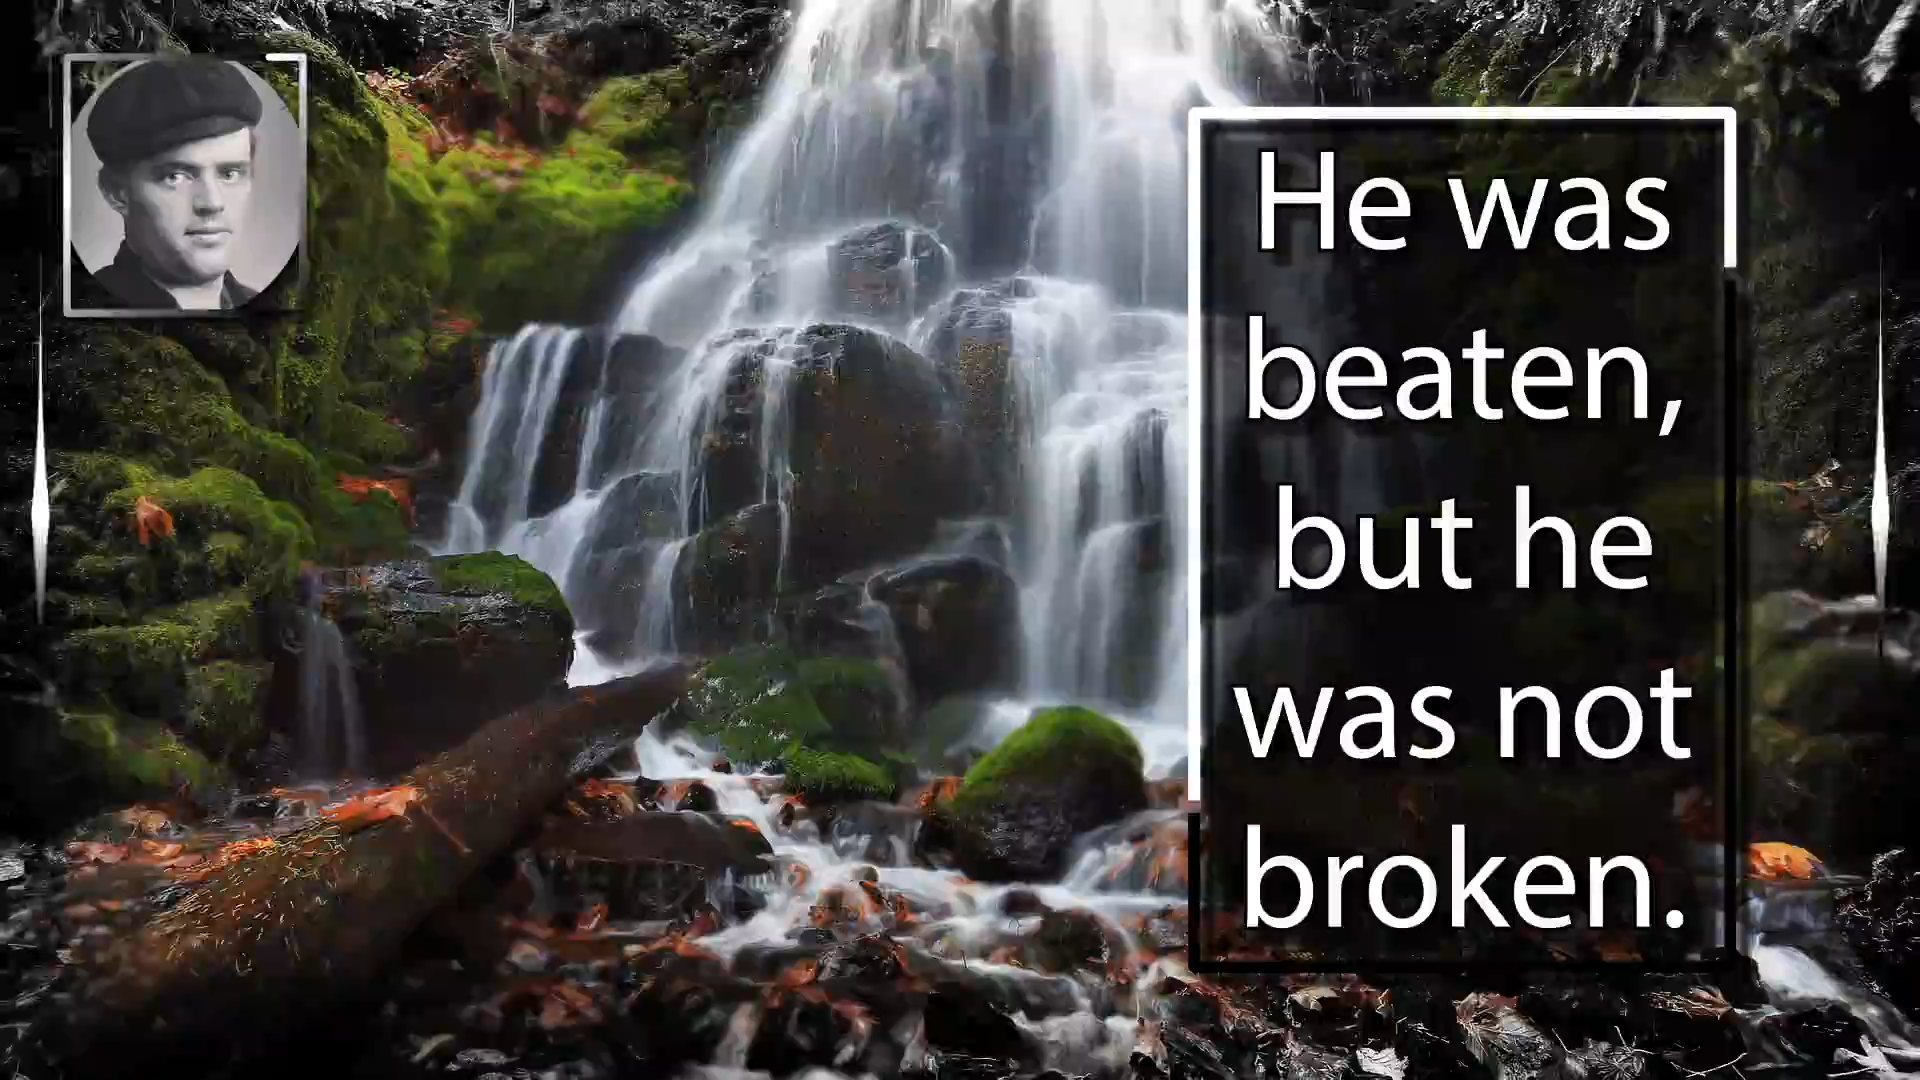 He was
beaten,
but he
was not
broken.